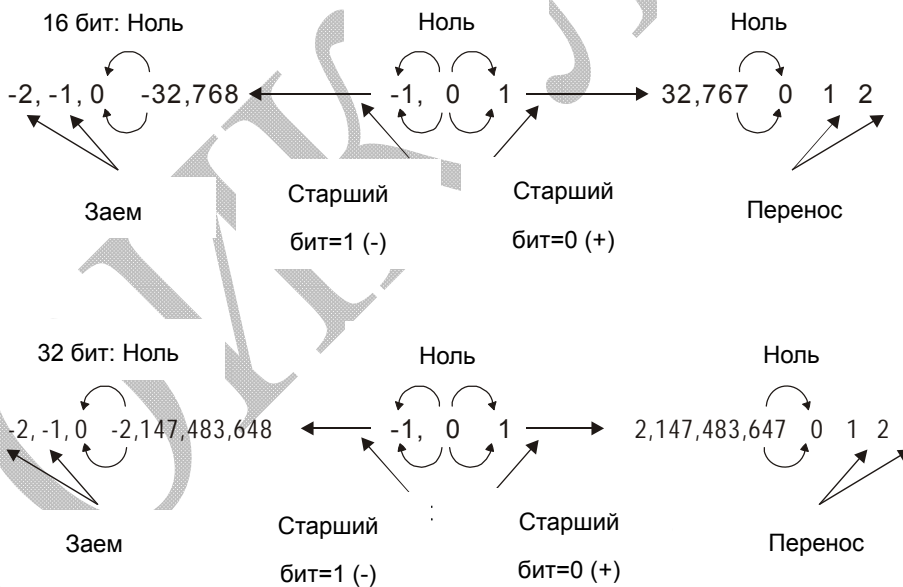 16 бит: Ноль Ноль Ноль
-2, -1, 0 -32,768 -1, 0 1 32,767 0 1 2
Заем Старший бит=1 (-) Старший бит=0 (+) Перенос
32 бит: Ноль Ноль Ноль
-2, -1, 0 -2,147,483,648 -1, 0 1 2,147,483,647 0 1 2
Заем Старший бит=1 (-) Старший бит=0 (+) Перенос